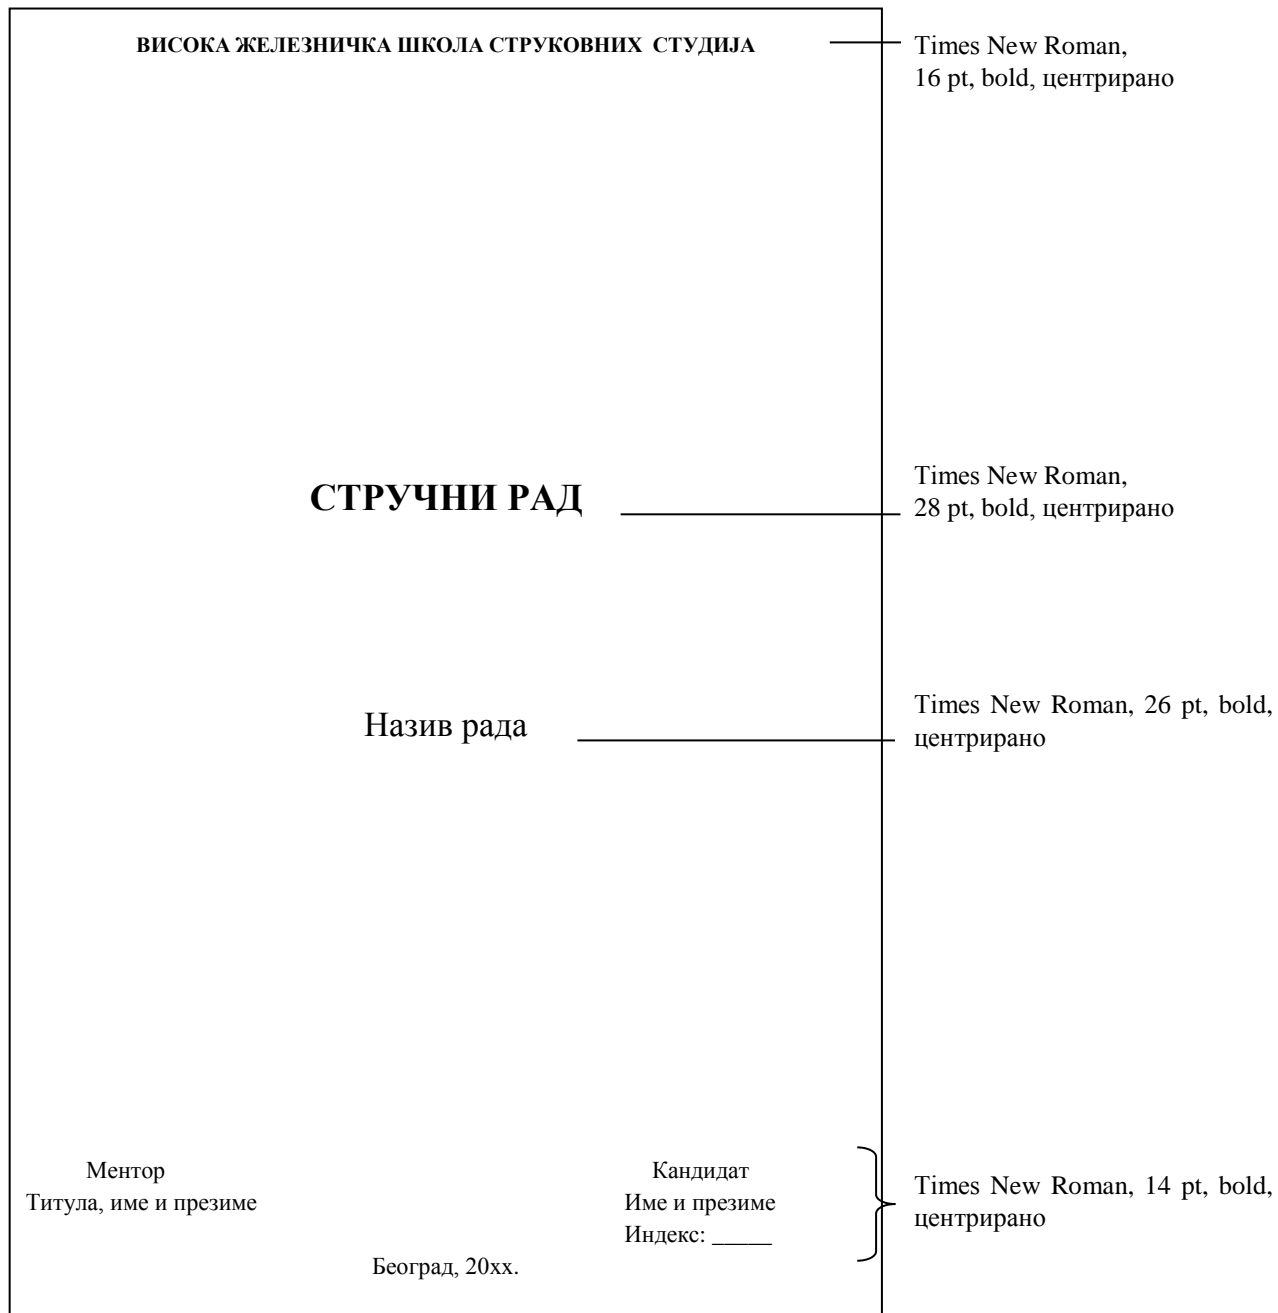 ВИСОКА ЖЕЛЕЗНИЧКА ШКОЛА СТРУКОВНИХ СТУДИЈА
Times New Roman,
16 pt, bold, центрирано
СТРУЧНИ РАД
Times New Roman,
28 pt, bold, центрирано
Назив рада
Times New Roman, 26 pt, bold,
центрирано
Ментор
Титула, име и презиме
Кандидат
Име и презиме
Индекс: _____
Times New Roman, 14 pt, bold,
центрирано
Београд, 20xx.